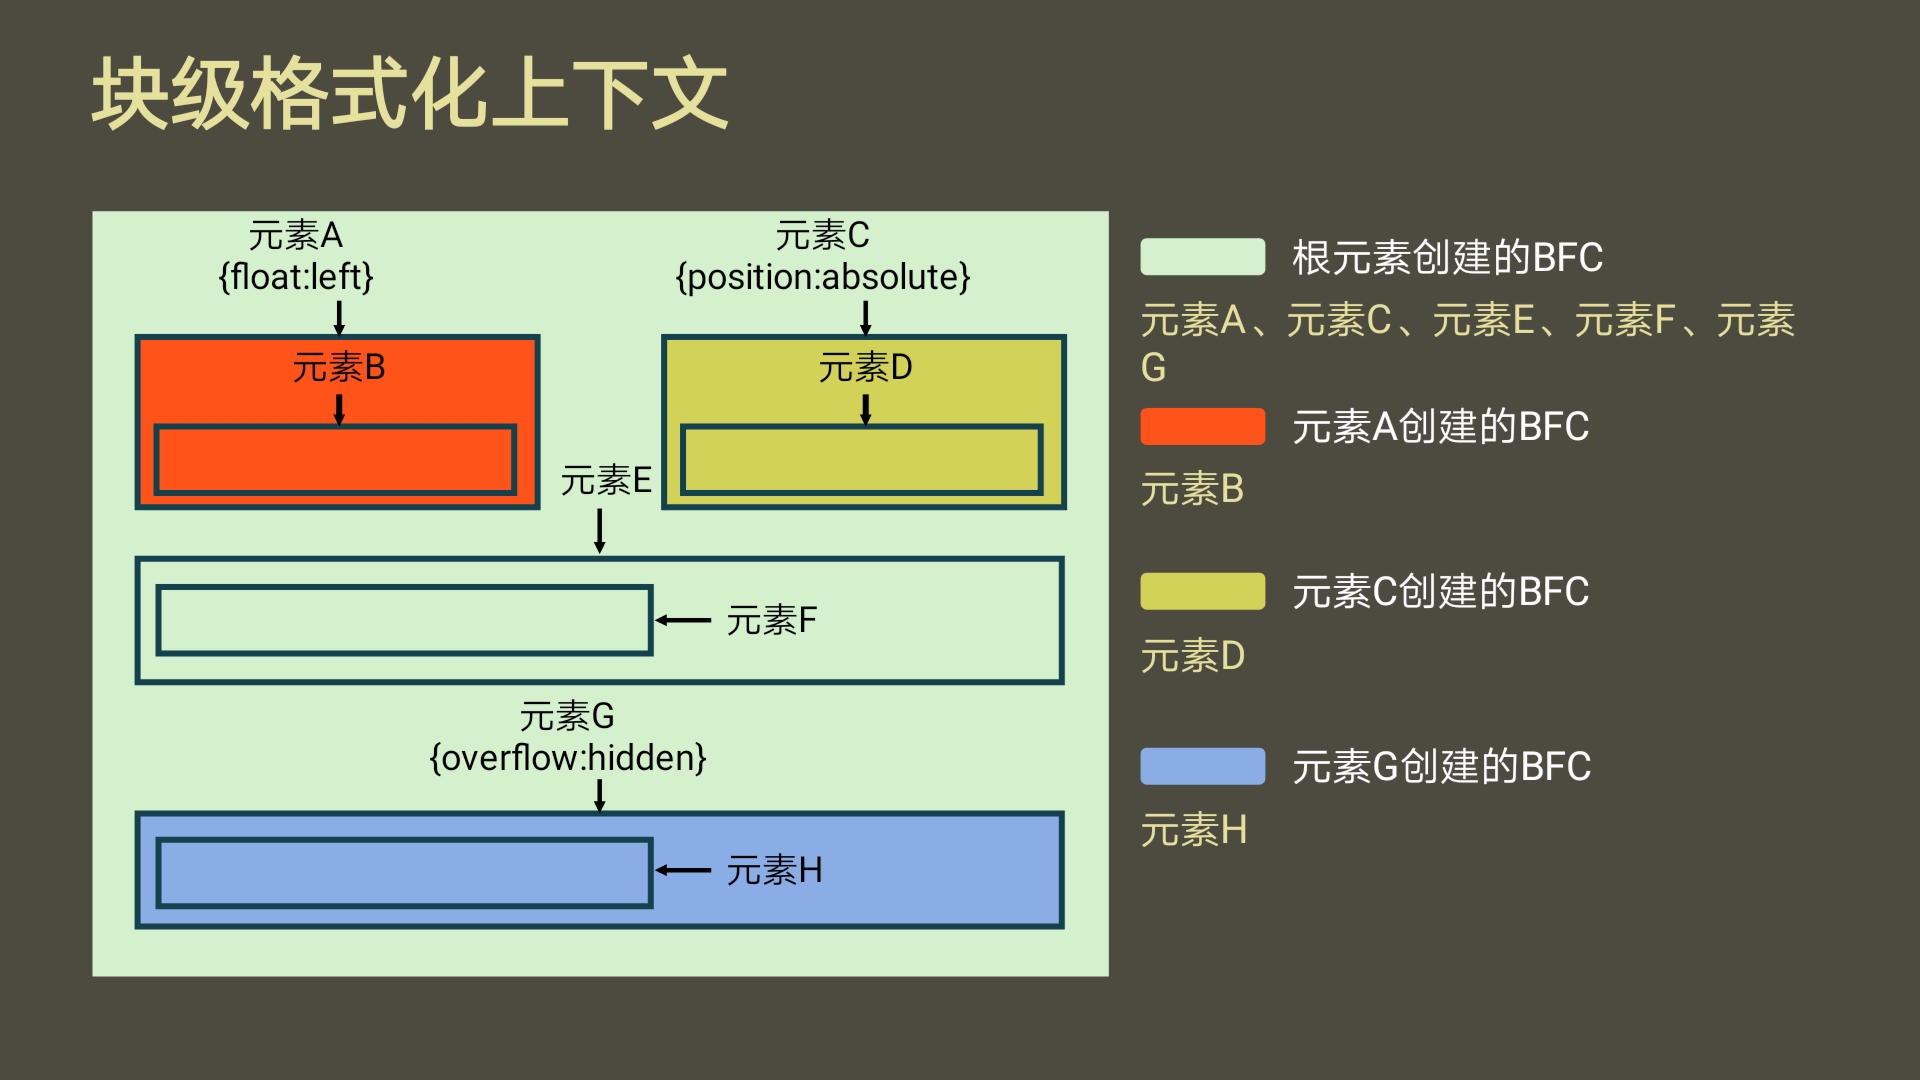 块级格式化上下文
元素A
{float:left}
元素C
{position:absolute}
元素B
元素D
元素E
元素F
元素G
{overflow:hidden}
元素H
根元素创建的BFC
元素A、元素C、元素E、元素F、元素
G
元素A创建的BFC
元素B
元素C创建的BFC
元素D
元素G创建的BFC
元素H